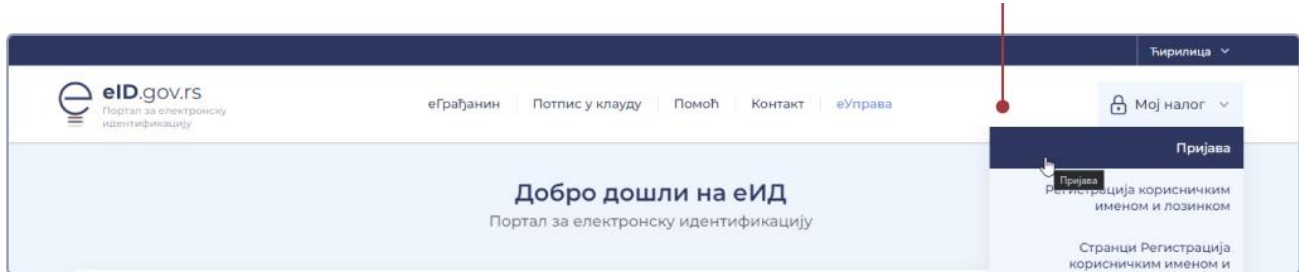 Ћирилица
eID.gov.rs
Портал за електронску
идентификацију
еГрађанин
Потпис у клауду
Помоћ
Контакт
еУправа
Мој налог
Пријава
Пријава
Регистрација корисничким
именом и лозинком
Добро дошли на еИД
Портал за електронску идентификацију
Странци Регистрација
корисничким именом и